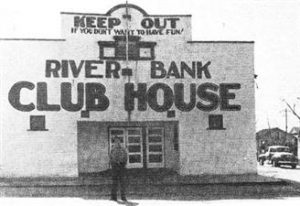 KEEP OUT
IF YOU DON'T WANT TO HAVE FUN!
RIVER BANK
CLUB HOUSE